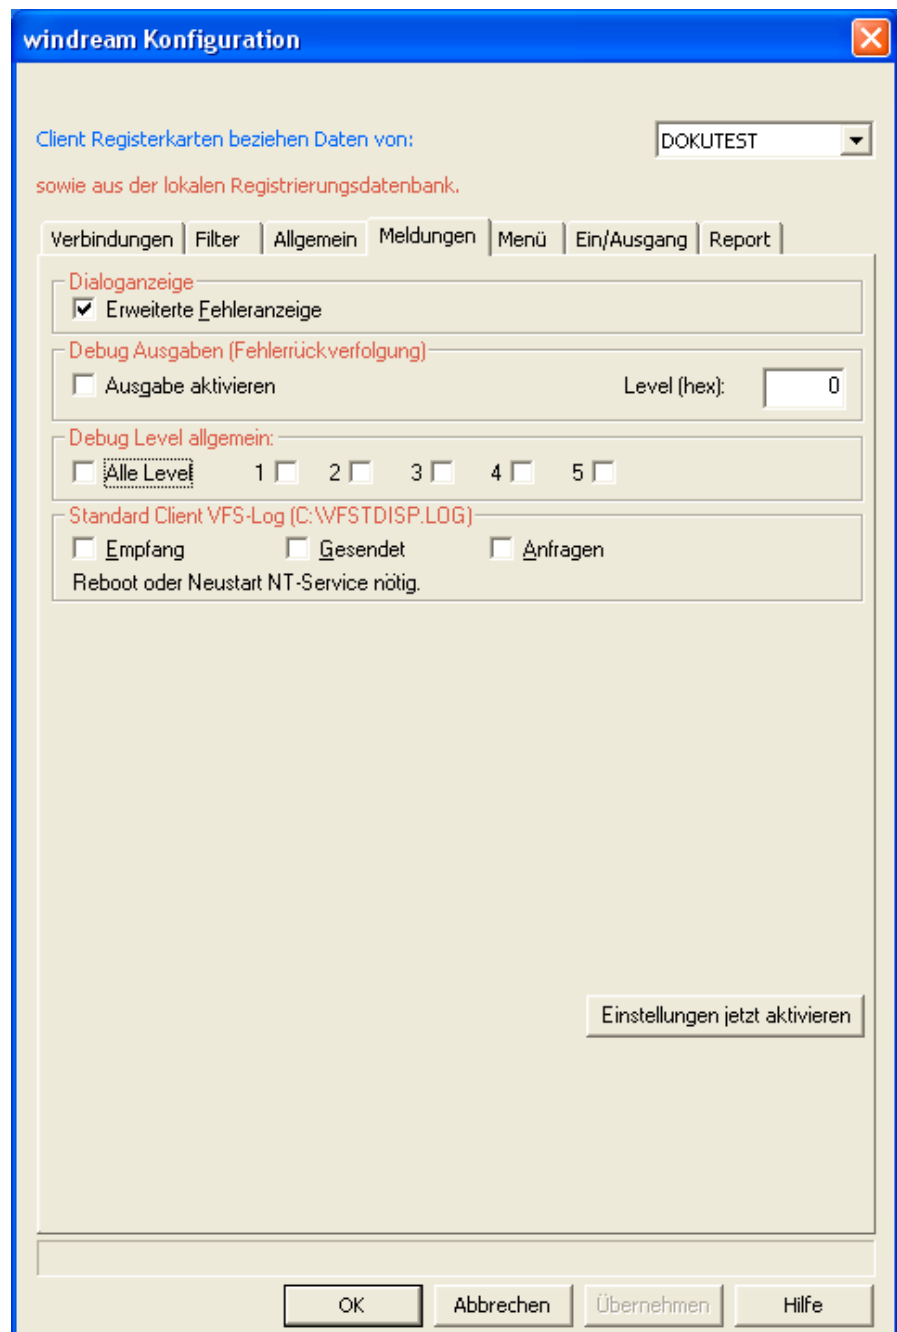 windream Konfiguration
Client Registerkarten beziehen Daten von: DOKUTEST
sowie aus der lokalen Registrierungsdatenbank.
Verbindungen Filter Allgemein Meldungen Menü Ein/Ausgang Report
Dialoganzeige
Erweiterte Fehleranzeige
Debug Ausgaben (Fehlerrückverfolgung)
Ausgabe aktivieren Level (hex): 0
Debug Level allgemein:
Alle Level 1 2 3 4 5
Standard Client VFS-Log (C:\VFSTDISP.LOG)
Empfang Gesendet Anfragen
Reboot oder Neustart NT-Service nötig.
Einstellungen jetzt aktivieren
OK Abbrechen Übernehmen Hilfe